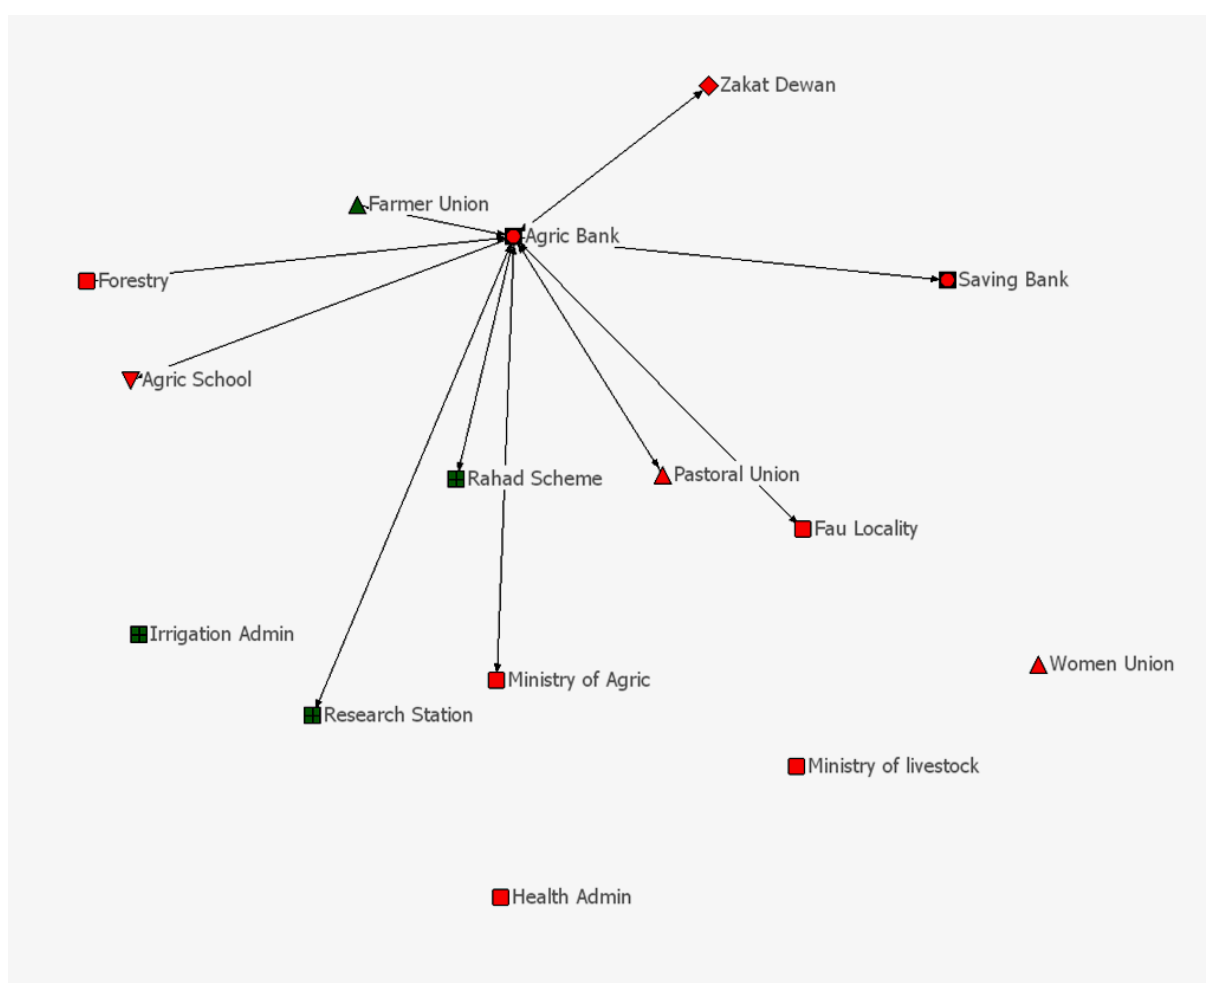 Zakat Dewan
Farmer Union
Agric Bank
Forestry
Saving Bank
Agric School
Rahad Scheme
Pastoral Union
Fau Locality
Irrigation Admin
Women Union
Ministry of Agric
Research Station
Ministry of livestock
Health Admin